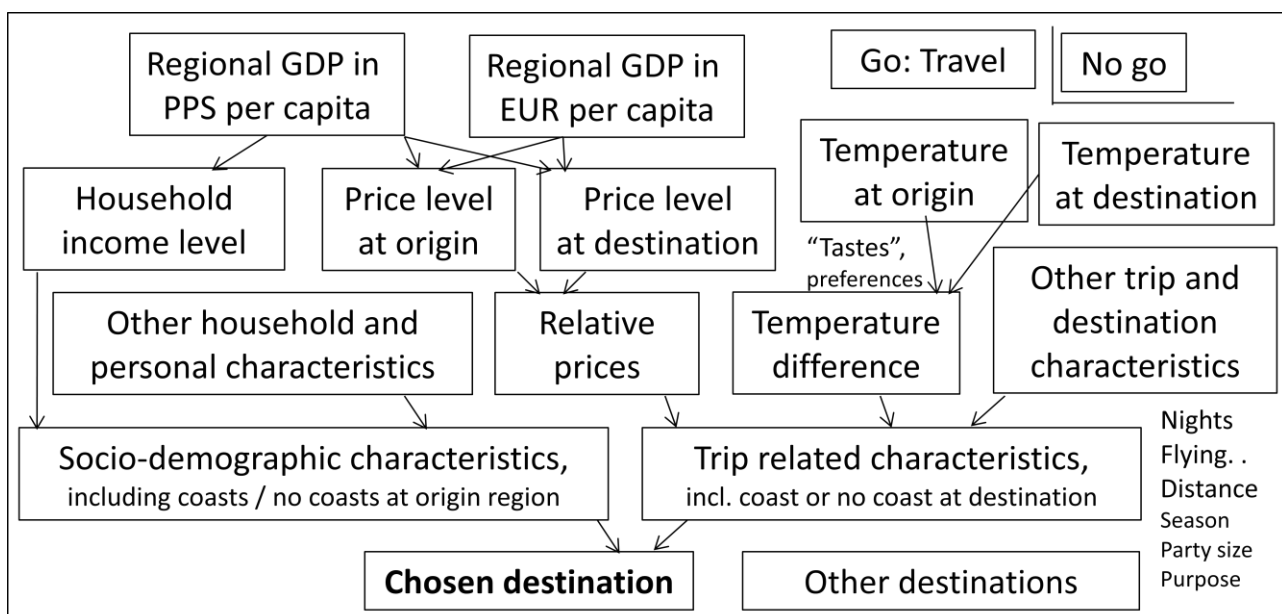 Regional GDP in
PPS per capita
Regional GDP in
EUR per capita
Go: Travel
No go
Household
income level
Price level
at origin
Price level
at destination
Temperature
at origin
Temperature
at destination
“Tastes”,
preferences
Other household and
personal characteristics
Relative
prices
Temperature
difference
Other trip and
destination
characteristics
Socio-demographic characteristics,
including coasts / no coasts at origin region
Trip related characteristics,
incl. coast or no coast at destination
Nights
Flying. .
Distance
Season
Party size
Purpose
Chosen destination
Other destinations